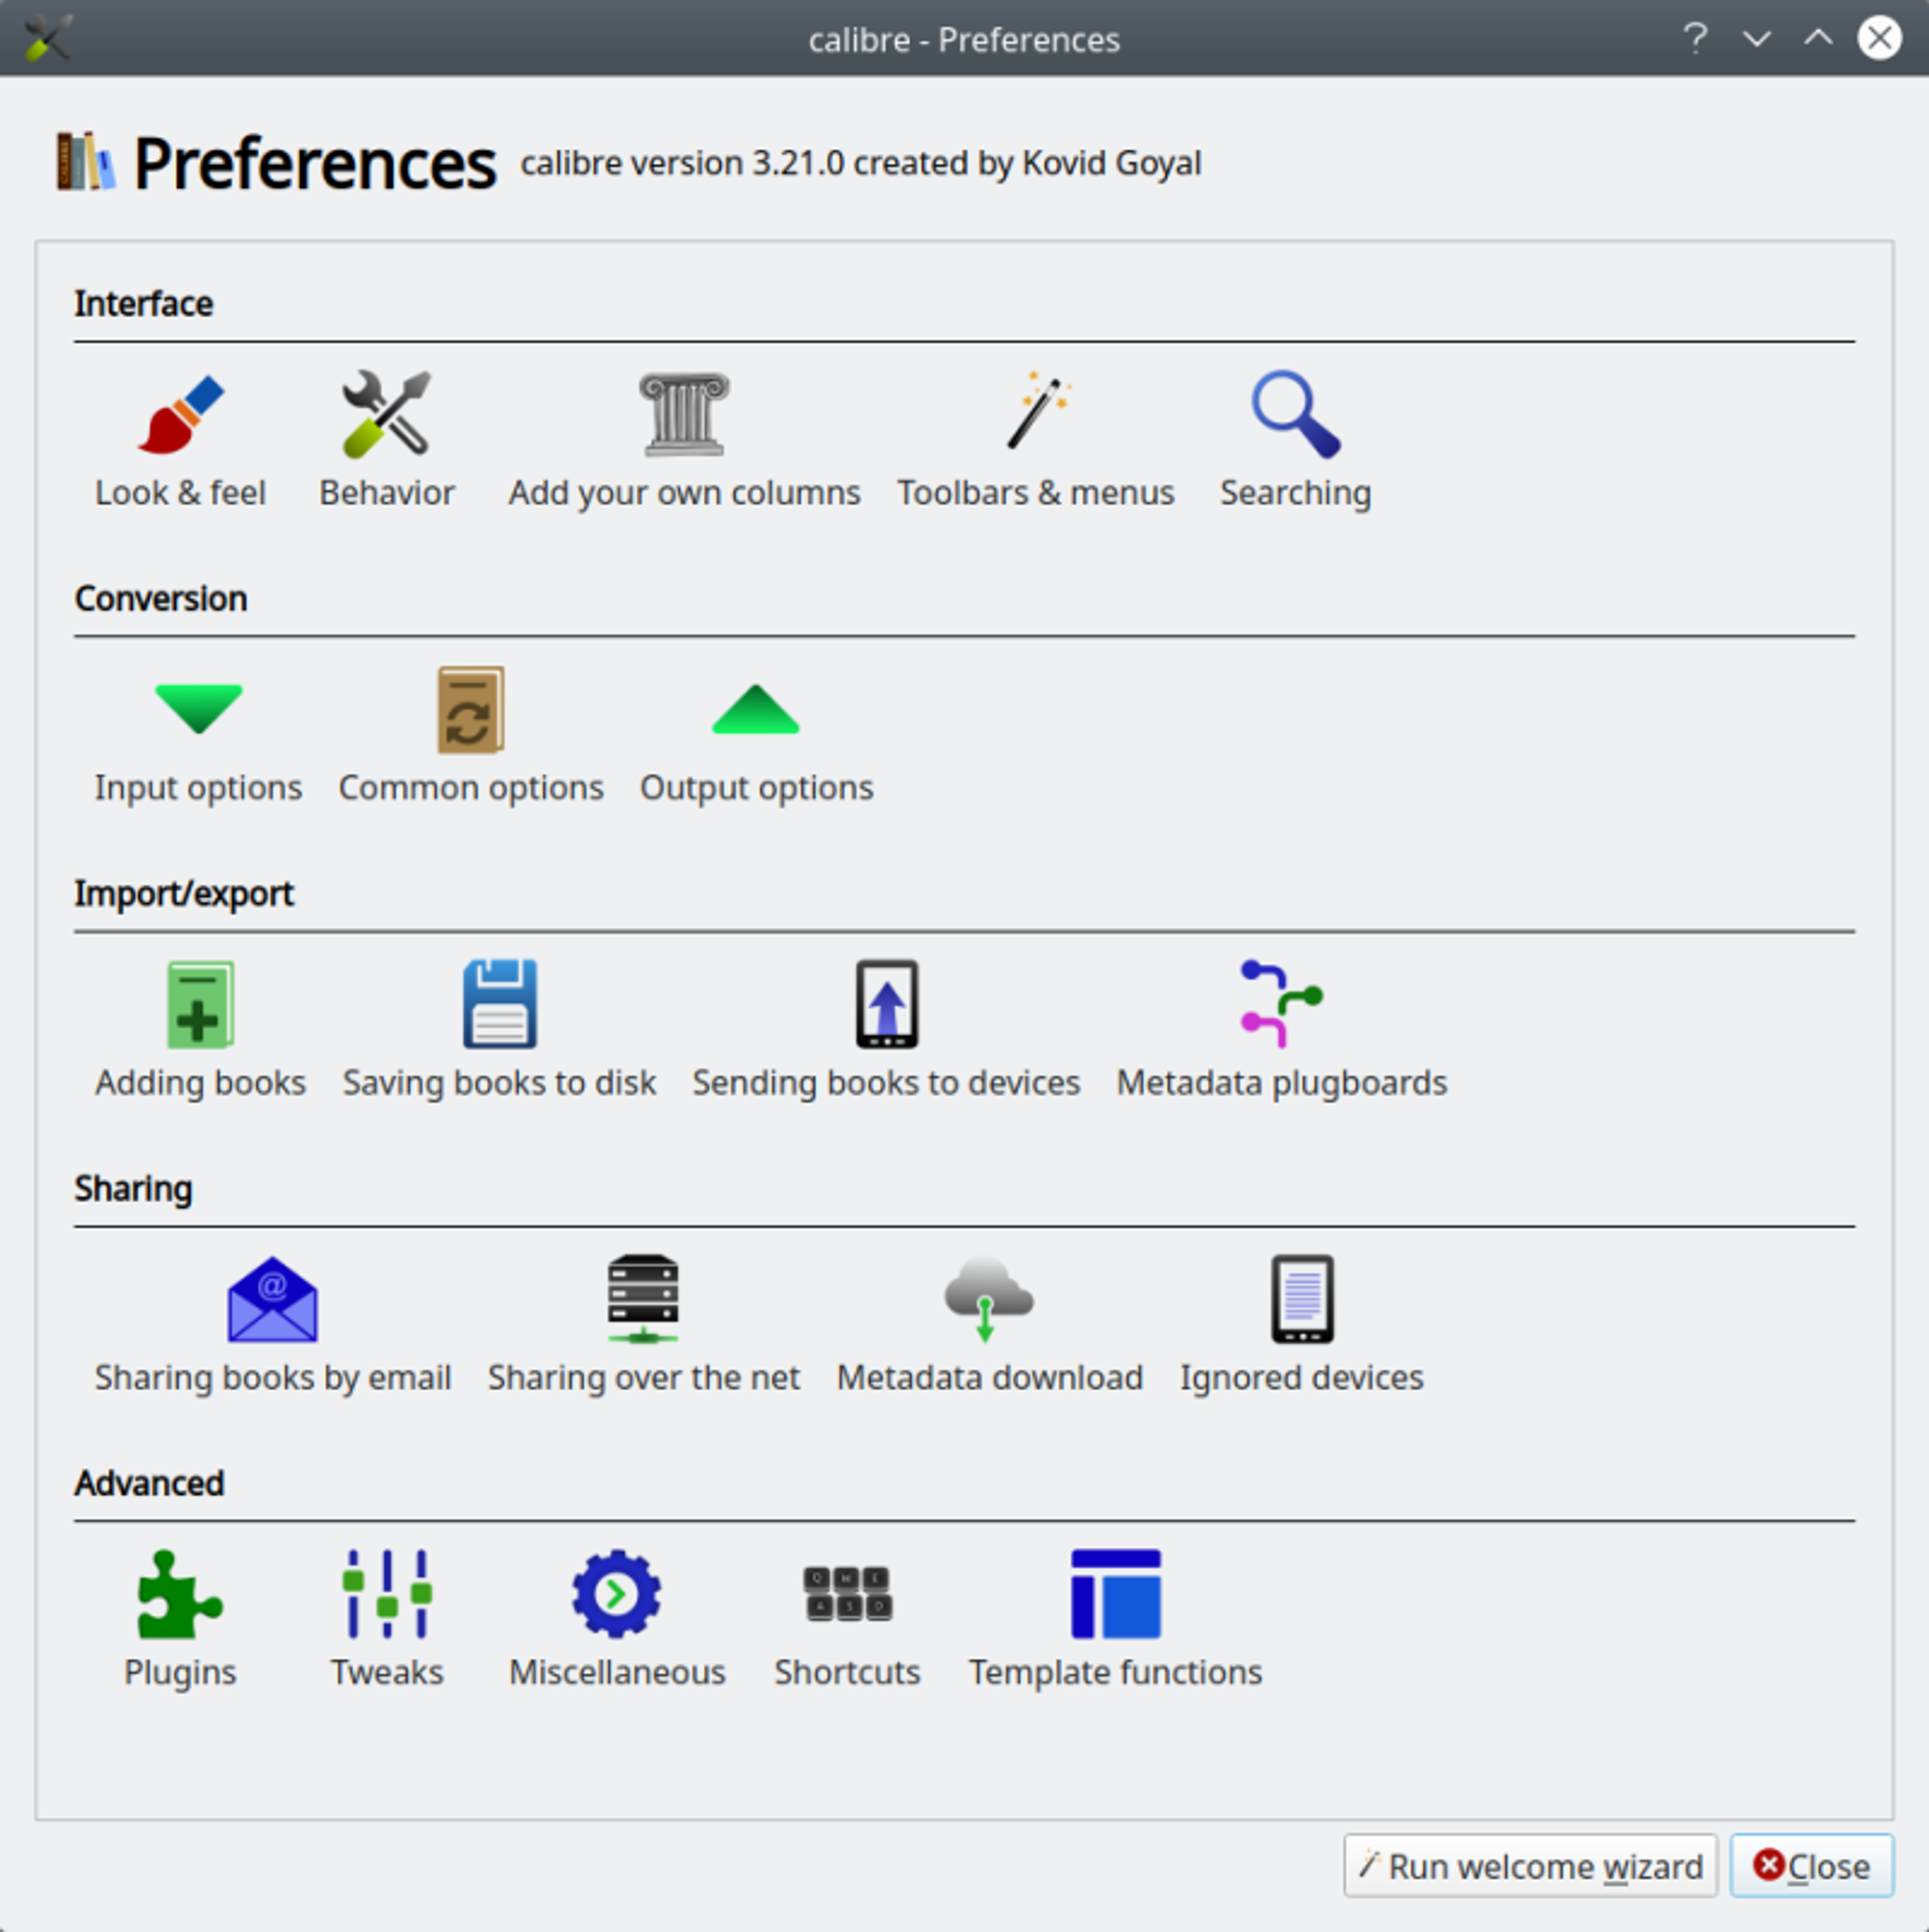 calibre - Preferences
Preferences calibre version 3.21.0 created by Kovid Goyal
Interface
Look & feel Behavior Add your own columns Toolbars & menus Searching
Conversion
Input options Common options Output options
Import/export
Adding books Saving books to disk Sending books to devices Metadata plugboards
Sharing
@
Sharing books by email Sharing over the net Metadata download Ignored devices
Advanced
Q W E
A S D
Plugins Tweaks Miscellaneous Shortcuts Template functions
Run welcome wizard Close